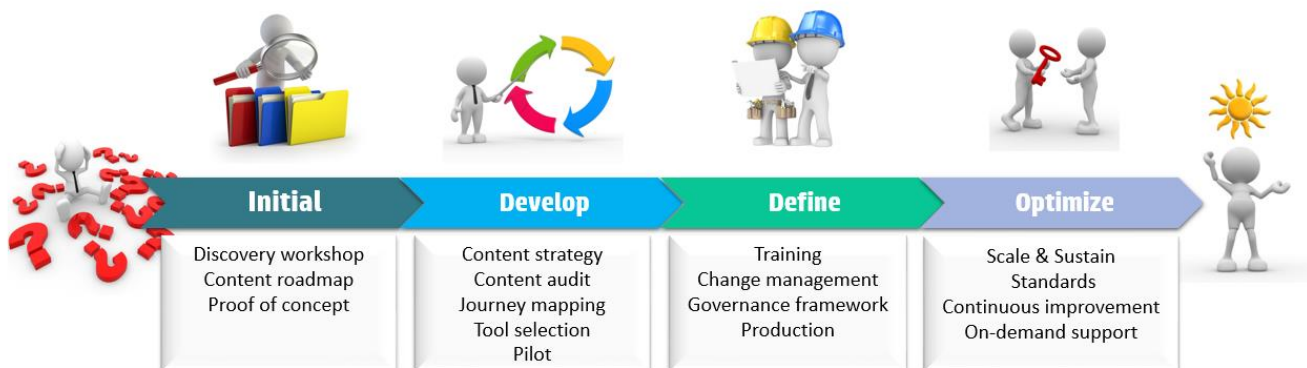 Initial
Discovery workshop
Content roadmap
Proof of concept
Develop
Content strategy
Content audit
Journey mapping
Tool selection
Pilot
Define
Training
Change management
Governance framework
Production
Optimize
Scale & Sustain
Standards
Continuous improvement
On-demand support